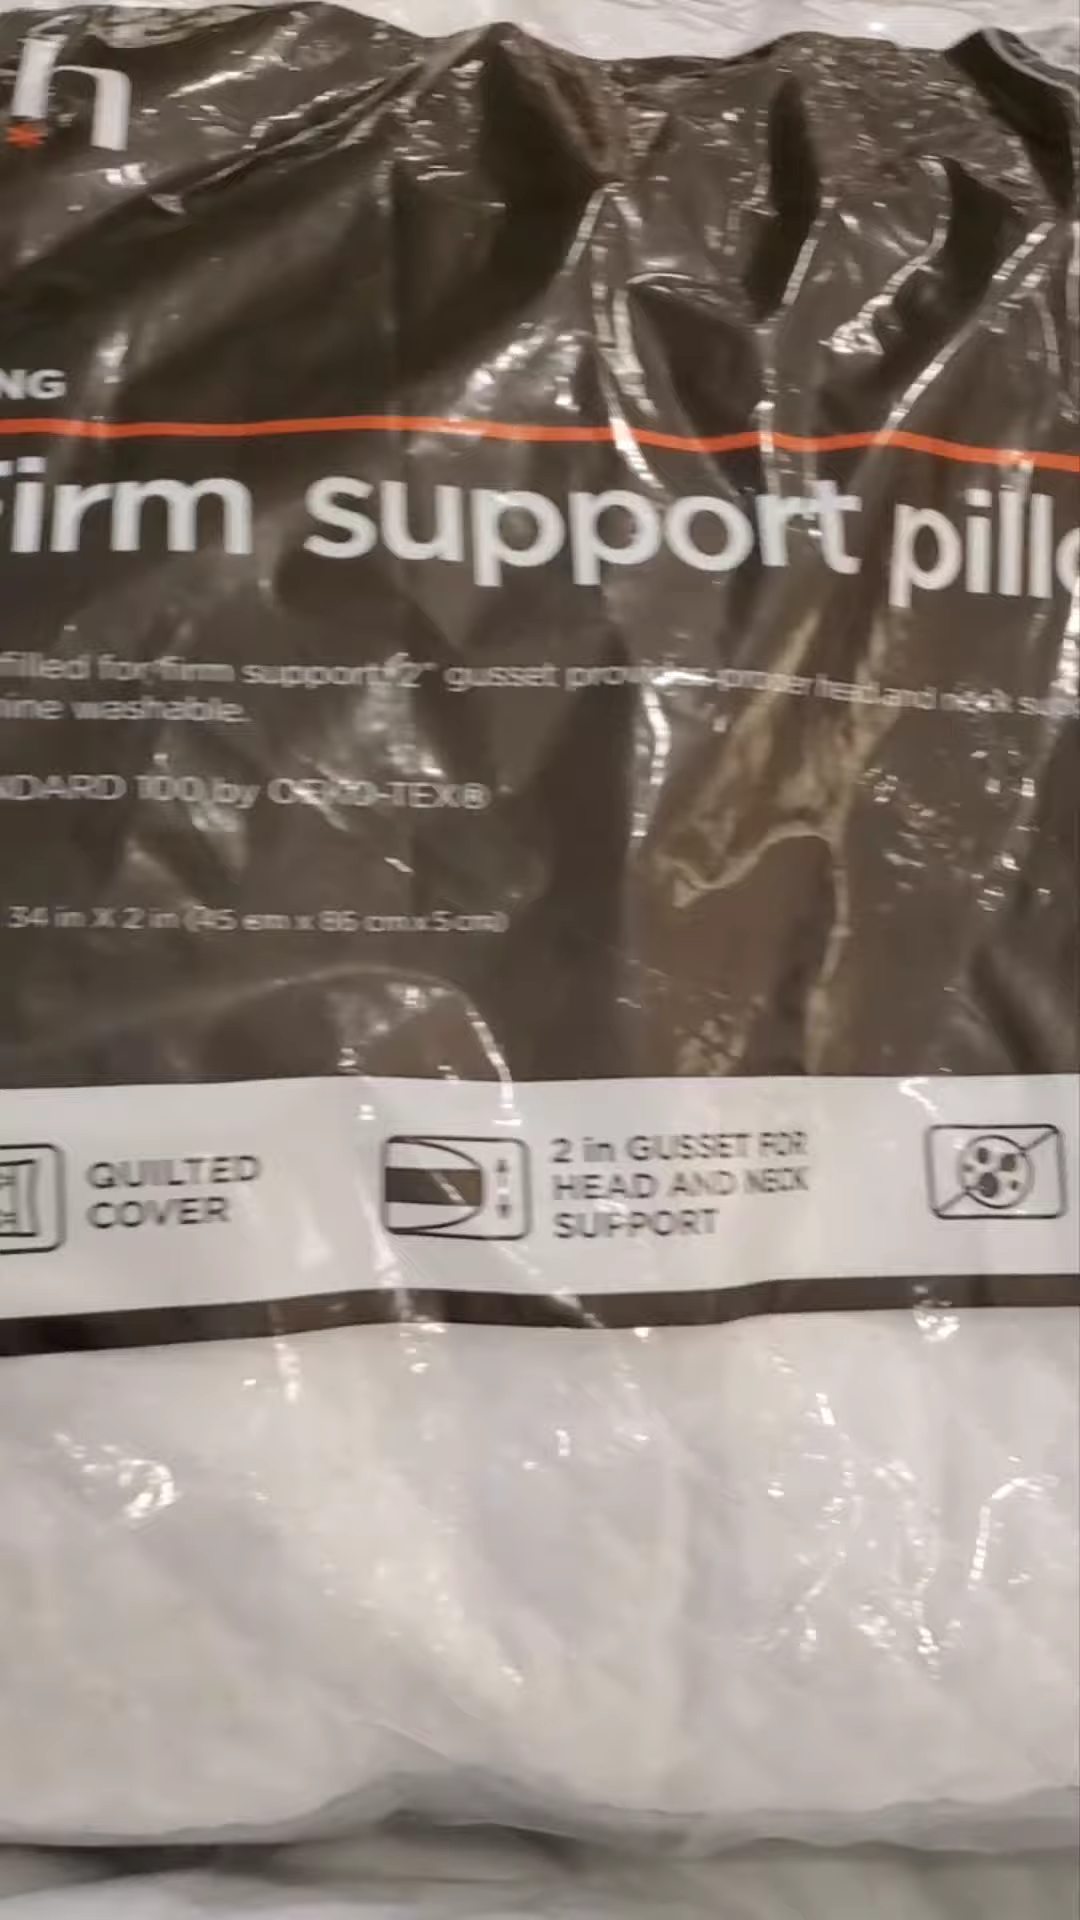 h
NG
firm support pillo
filled for firm support. 2" gusset provides proper head and neck
ine washable.
NDARD 100 by OEKO-TEX®
34 in X 2 in (45 cm x 86 cm x 5 cm)
QUILTED
COVER
2 in GUSSET FOR
HEAD AND NECK
SUPPORT